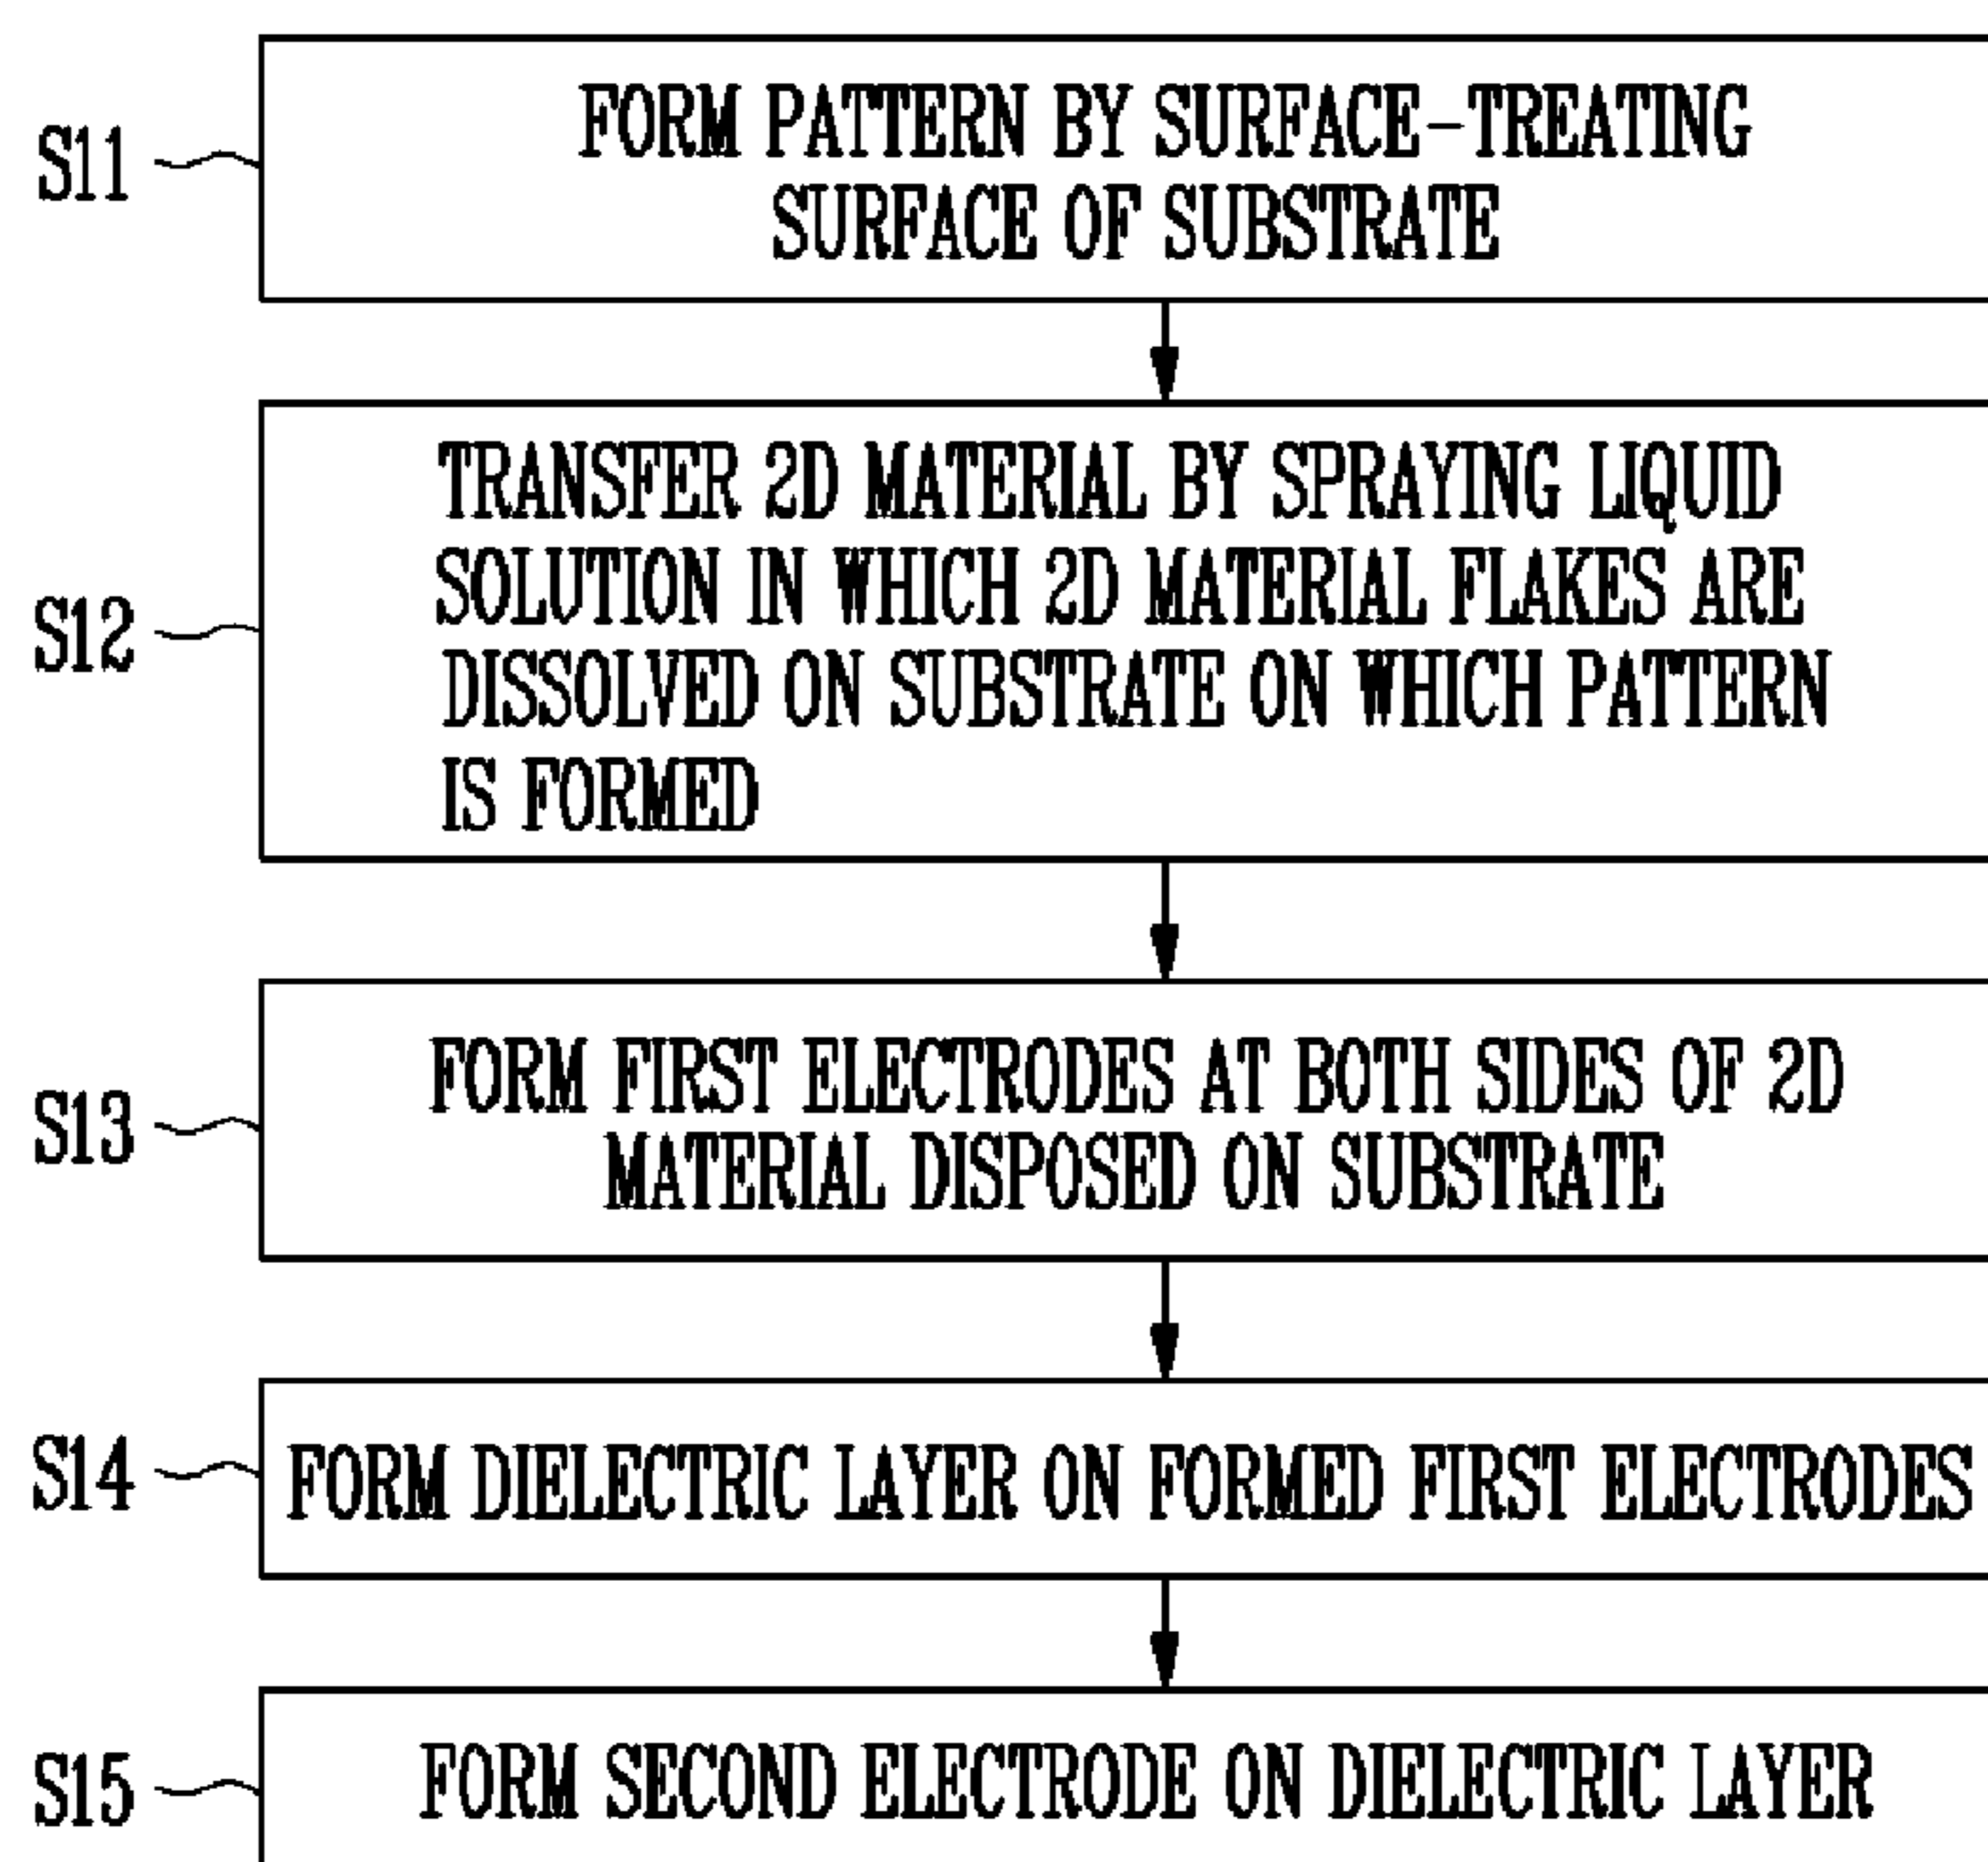 S11
FORM PATTERN BY SURFACE-TREATING
SURFACE OF SUBSTRATE
S12
TRANSFER 2D MATERIAL BY SPRAYING LIQUID
SOLUTION IN WHICH 2D MATERIAL FLAKES ARE
DISSOLVED ON SUBSTRATE ON WHICH PATTERN
IS FORMED
S13
FORM FIRST ELECTRODES AT BOTH SIDES OF 2D
MATERIAL DISPOSED ON SUBSTRATE
S14
FORM DIELECTRIC LAYER ON FORMED FIRST ELECTRODES
S15
FORM SECOND ELECTRODE ON DIELECTRIC LAYER